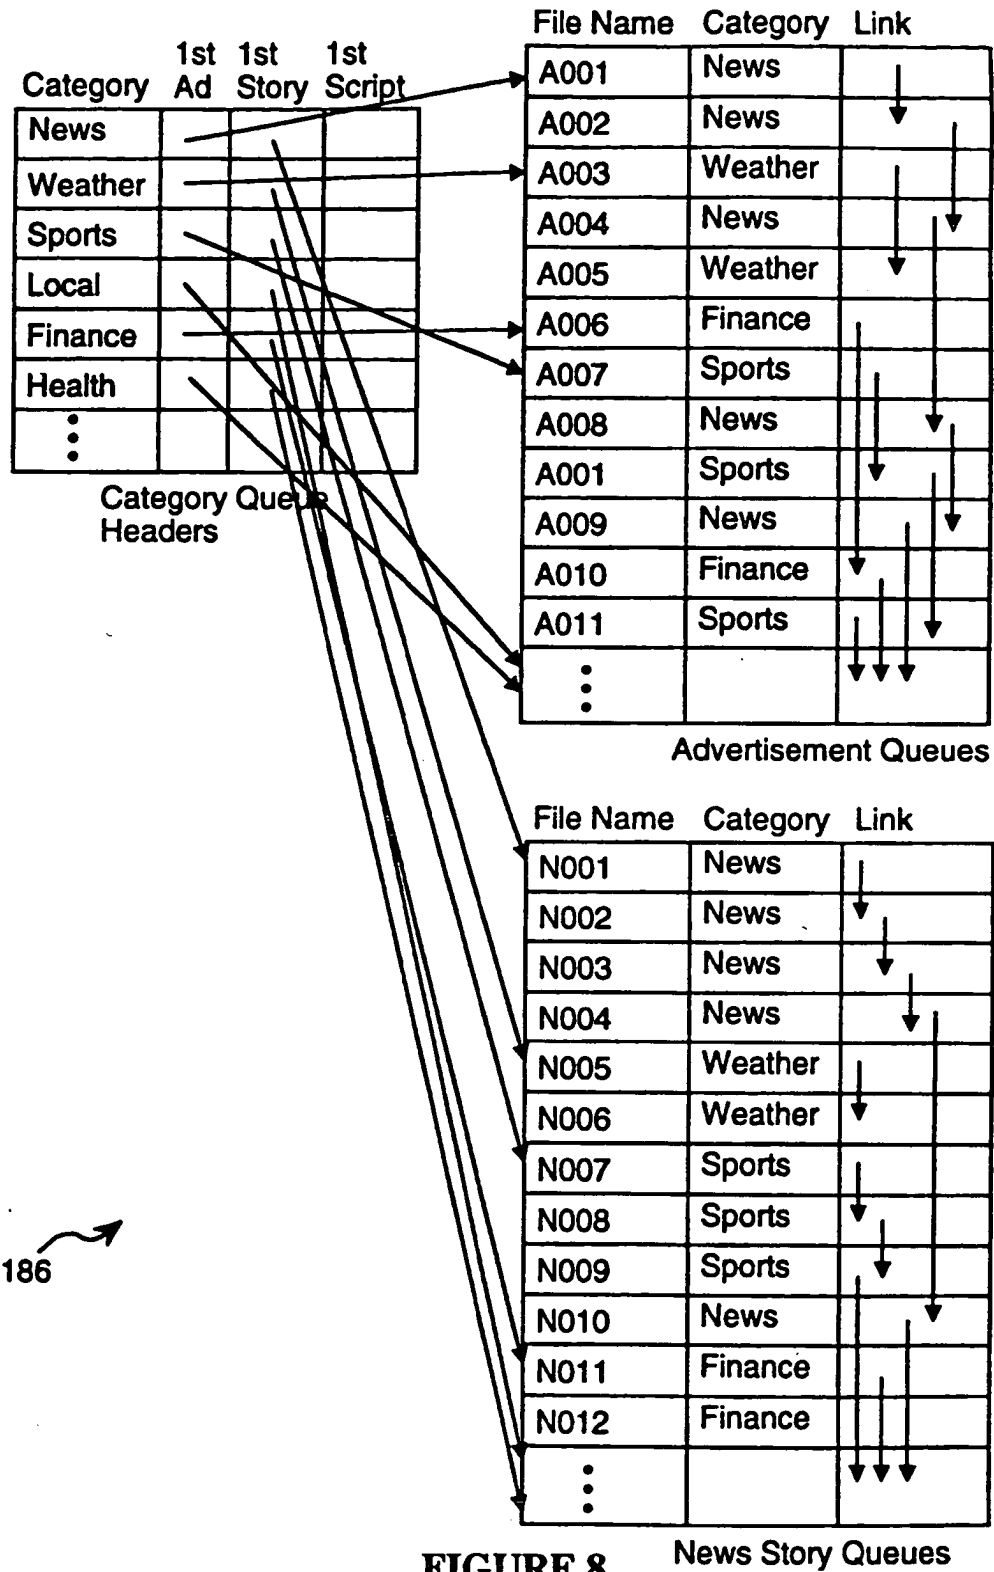 File Name Category Link
1st 1st 1st
Category Ad Story Script
News
Weather
Sports
Local
Finance
Health
Category Queue
Headers
A001 News
A002 News
A003 Weather
A004 News
A005 Weather
A006 Finance
A007 Sports
A008 News
A001 Sports
A009 News
A010 Finance
A011 Sports
Advertisement Queues
File Name Category Link
N001 News
N002 News
N003 News
N004 News
N005 Weather
N006 Weather
N007 Sports
N008 Sports
N009 Sports
N010 News
N011 Finance
N012 Finance
News Story Queues
186
FIGURE 8